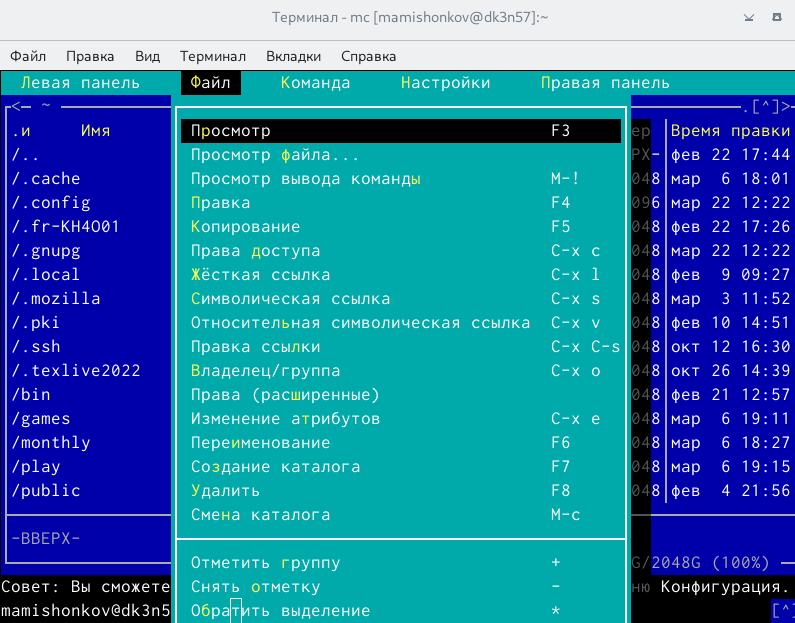 Терминал - mc [mamishonkov@dk3n57]:~
Файл Правка Вид Терминал Вкладки Справка
Левая панель Файл Команда Настройки Правая панель
<─ ~ .[^]>
.и Имя Просмотр F3 ер Время правки
/.. Просмотр файла... РХ- фев 22 17:44
/.cache Просмотр вывода команды M-! 048 мар 6 18:01
/.config Правка F4 096 мар 22 12:22
/.fr-KH4O01 Копирование F5 048 фев 22 17:26
/.gnupg Права доступа C-x c 048 мар 22 12:22
/.local Жёсткая ссылка C-x l 048 фев 9 09:27
/.mozilla Символическая ссылка C-x s 048 мар 3 11:52
/.pki Относительная символическая ссылка C-x v 048 фев 10 14:51
/.ssh Правка ссылки C-x C-s 048 окт 12 16:30
/.texlive2022 Владелец/группа C-x o 048 окт 26 14:39
/bin Права (расширенные) 048 фев 21 12:57
/games Изменение атрибутов C-x e 048 мар 6 19:11
/monthly Переименование F6 048 мар 6 18:27
/play Создание каталога F7 048 мар 6 19:15
/public Удалить F8 048 фев 4 21:56
Смена каталога M-c
-ВВЕРХ-
Отметить группу + G/2048G (100%)
Совет: Вы сможете Снять отметку - ню Конфигурация.
mamishonkov@dk3n5 Обратить выделение * [^]